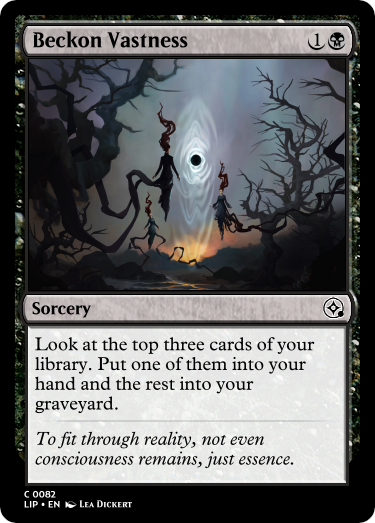 Beckon Vastness 1
Sorcery
Look at the top three cards of your
library. Put one of them into your
hand and the rest into your
graveyard.
To fit through reality, not even
consciousness remains, just essence.
C 0082
LIP • EN Lea Dickert